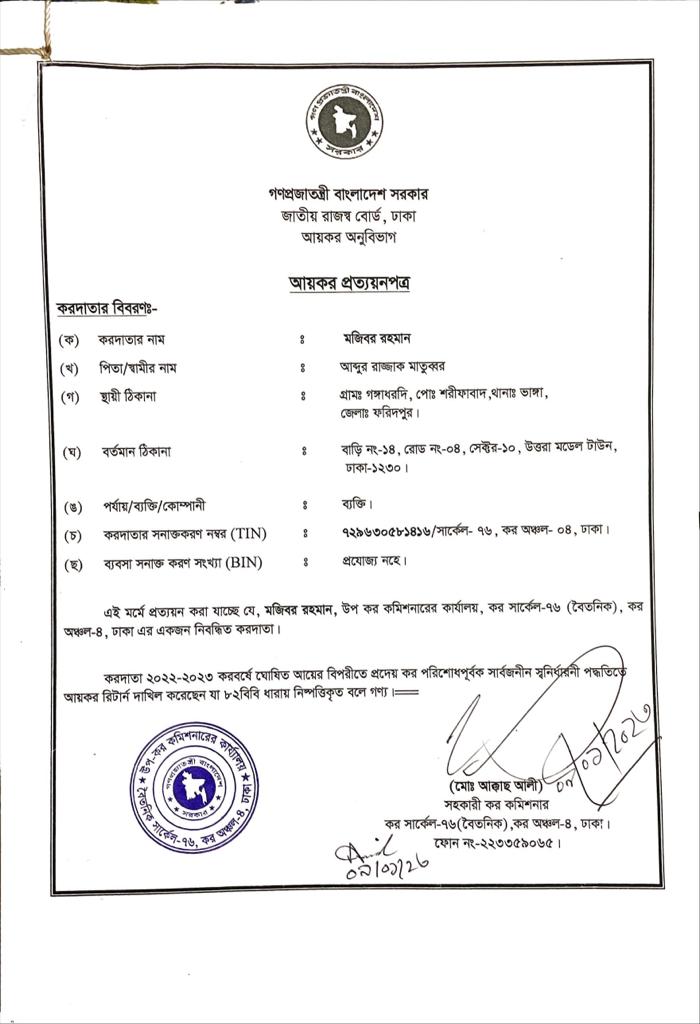 গণপ্রজাতন্ত্রী বাংলাদেশ
সরকার
গণপ্রজাতন্ত্রী বাংলাদেশ সরকার
জাতীয় রাজস্ব বোর্ড, ঢাকা
আয়কর অনুবিভাগ
আয়কর প্রত্যয়নপত্র
করদাতার বিবরণঃ-
(ক) করদাতার নাম ঃ মজিবর রহমান
(খ) পিতা/স্বামীর নাম ঃ আব্দুর রাজ্জাক মাতুব্বর
(গ) স্থায়ী ঠিকানা ঃ গ্রামঃ গঙ্গাধরদি, পোঃ শরীফাবাদ,থানাঃ ভাঙ্গা,
জেলাঃ ফরিদপুর।
(ঘ) বর্তমান ঠিকানা ঃ বাড়ি নং-১৪, রোড নং-০৪, সেক্টর-১০, উত্তরা মডেল টাউন,
ঢাকা-১২৩০।
(ঙ) পর্যায়/ব্যক্তি/কোম্পানী ঃ ব্যক্তি।
(চ) করদাতার সনাক্তকরণ নম্বর (TIN) ঃ ৭২৯৬৩০৫৮১৪১৬/সার্কেল- ৭৬, কর অঞ্চল- ০৪, ঢাকা।
(ছ) ব্যবসা সনাক্ত করণ সংখ্যা (BIN) ঃ প্রযোজ্য নহে।
এই মর্মে প্রত্যয়ন করা যাচ্ছে যে, মজিবর রহমান, উপ কর কমিশনারের কার্যালয়, কর সার্কেল-৭৬ (বৈতনিক), কর
অঞ্চল-৪, ঢাকা এর একজন নিবন্ধিত করদাতা।
করদাতা ২০২২-২০২৩ করবর্ষে ঘোষিত আয়ের বিপরীতে প্রদেয় কর পরিশোধপূর্বক সার্বজনীন স্বনির্ধারনী পদ্ধতিতে
আয়কর রিটার্ন দাখিল করেছেন যা ৮২বিবি ধারায় নিষ্পত্তিকৃত বলে গণ্য।
উপ-কর কমিশনারের কার্য্যালয়
গণপ্রজাতন্ত্রী বাংলাদেশ
সরকার
বৈতনিক সার্কেল-৭৬, কর অঞ্চল-৪, ঢাকা
(মোঃ আক্কাছ আলী)
সহকারী কর কমিশনার
কর সার্কেল-৭৬(বৈতনিক),কর অঞ্চল-৪, ঢাকা।
ফোন নং-২২৩৩৫৯০৬৫।